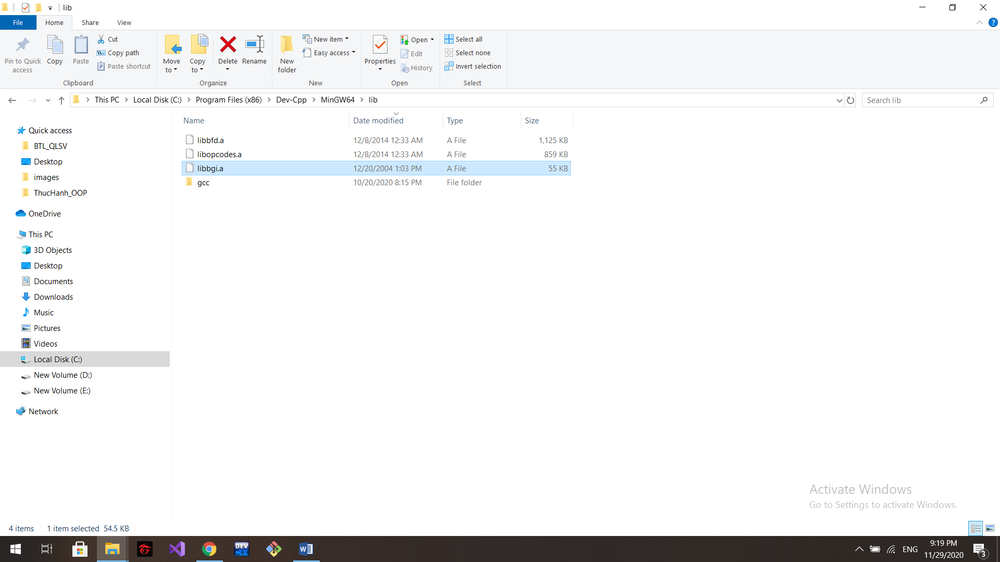 lib
File
Home
Share
View
?
Pin to Quick access
Copy
Paste
Cut
Copy path
Paste shortcut
Clipboard
Move to
Copy to
Delete
Rename
Organize
New folder
New item
Easy access
New
Properties
Open
Edit
History
Open
Select all
Select none
Invert selection
Select
This PC
Local Disk (C:)
Program Files (x86)
Dev-Cpp
MinGW64
lib
Search lib
Quick access
BTL_QLSV
Desktop
images
ThucHanh_OOP
OneDrive
This PC
3D Objects
Desktop
Documents
Downloads
Music
Pictures
Videos
Local Disk (C:)
New Volume (D:)
New Volume (E:)
Network
Name Date modified Type Size
libbfd.a 12/8/2014 12:33 AM A File 1,125 KB
libopcodes.a 12/8/2014 12:33 AM A File 859 KB
libbgi.a 12/20/2004 1:03 PM A File 55 KB
gcc 10/20/2020 8:15 PM File folder
Activate Windows
Go to Settings to activate Windows.
4 items 1 item selected 54.5 KB
DEV
C++
W
ENG
9:19 PM
11/29/2020
3